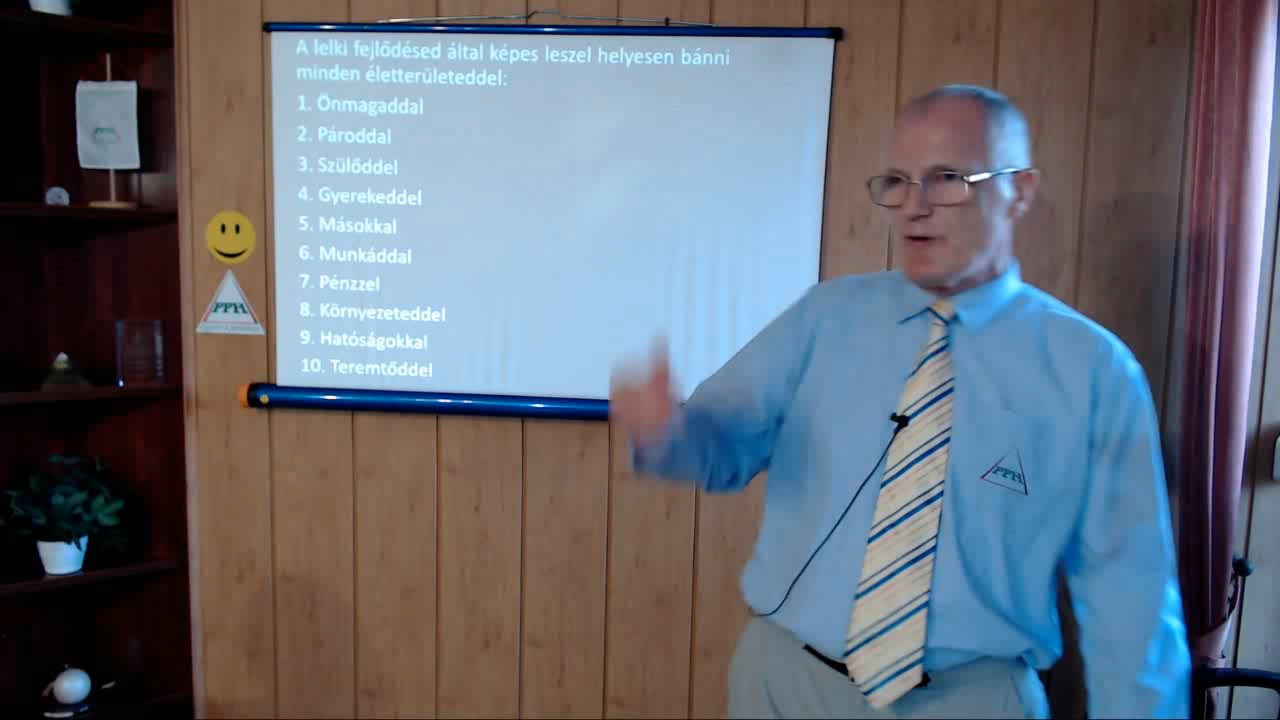 A lelki fejlődésed által képes leszel helyesen bánni
minden életterületeddel:
1. Önmagaddal
2. Pároddal
3. Szülőddel
4. Gyerekeddel
5. Másokkal
6. Munkáddal
7. Pénzzel
8. Környezeteddel
9. Hatóságokkal
10. Teremtőddel
PPH
PPH